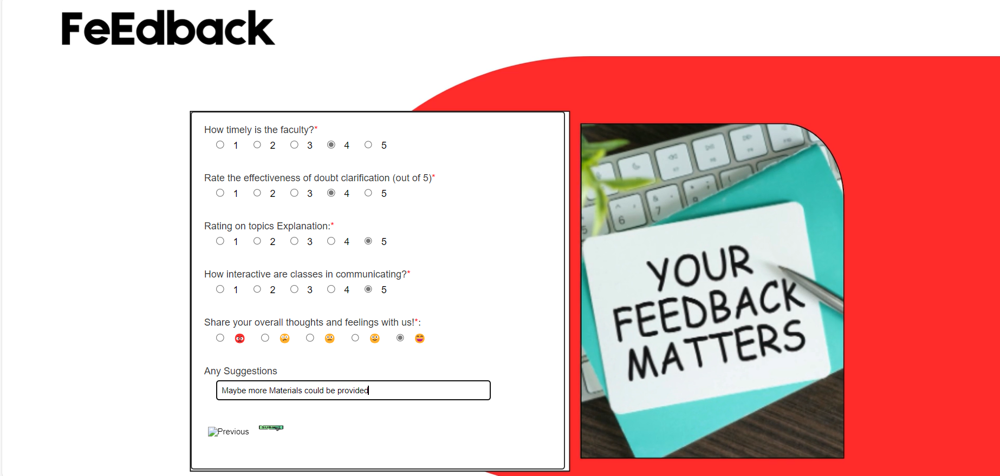 FeEdback
How timely is the faculty?*
1 2 3 4 5
Rate the effectiveness of doubt clarification (out of 5)*
1 2 3 4 5
Rating on topics Explanation:*
1 2 3 4 5
How interactive are classes in communicating?*
1 2 3 4 5
Share your overall thoughts and feelings with us!*:
Any Suggestions
Maybe more Materials could be provided
Previous
SUBMIT
6
7
YOUR
FEEDBACK
MATTERS